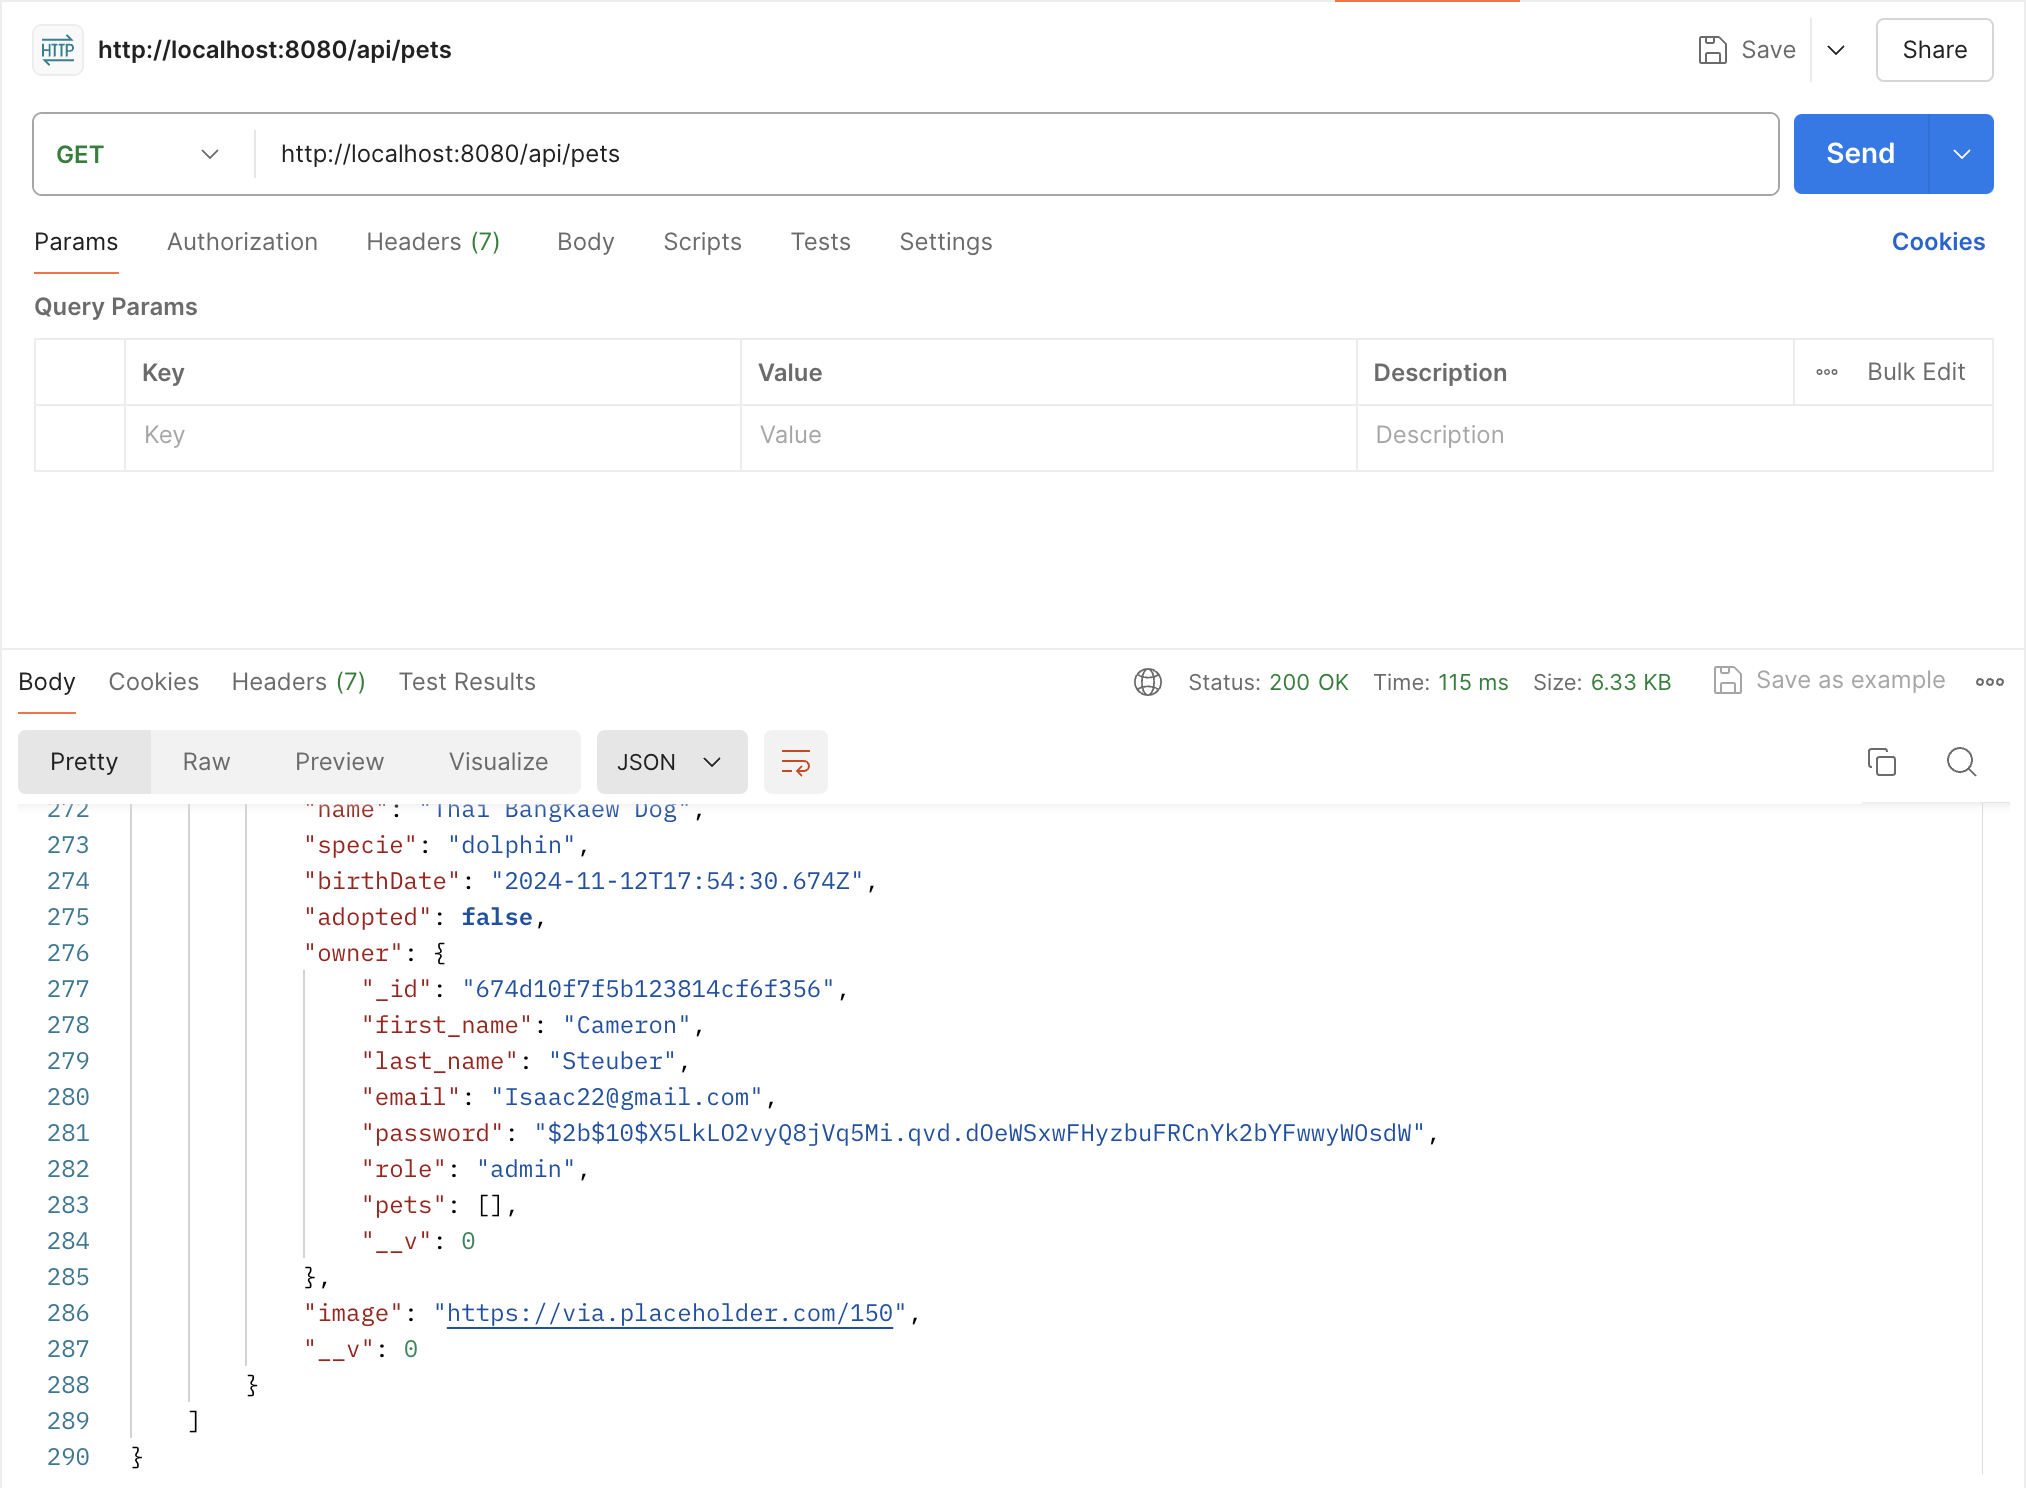 HTTP http://localhost:8080/api/pets Save Share
GET http://localhost:8080/api/pets Send
Params Authorization Headers (7) Body Scripts Tests Settings Cookies
Query Params
Key Value Description Bulk Edit
Key Value Description
Body Cookies Headers (7) Test Results Status: 200 OK Time: 115 ms Size: 6.33 KB Save as example
Pretty Raw Preview Visualize JSON
272 "name": "Thai Bangkaew Dog",
273 "specie": "dolphin",
274 "birthDate": "2024-11-12T17:54:30.674Z",
275 "adopted": false,
276 "owner": {
277 "_id": "674d10f7f5b123814cf6f356",
278 "first_name": "Cameron",
279 "last_name": "Steuber",
280 "email": "Isaac22@gmail.com",
281 "password": "$2b$10$X5LkLO2vyQ8jVq5Mi.qvd.dOeWSxwFHyzbuFRCnYk2bYFwwyWOsdW",
282 "role": "admin",
283 "pets": [],
284 "__v": 0
285 },
286 "image": "https://via.placeholder.com/150",
287 "__v": 0
288 }
289 ]
290 }